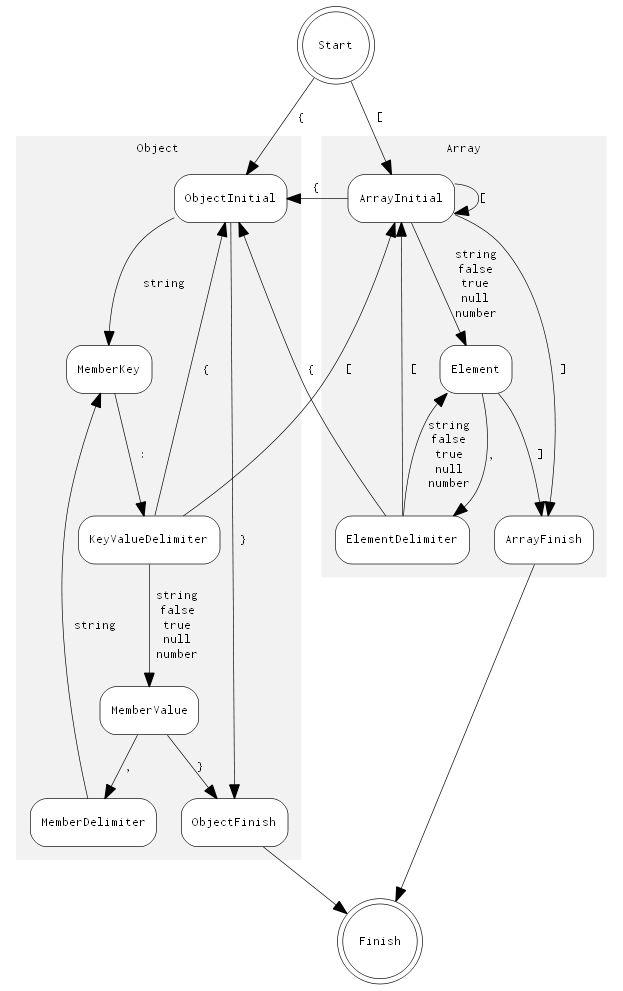 Start
{
[
Object
Array
ObjectInitial
{
ArrayInitial
[
string
string
false
true
null
number
MemberKey
{
{
[
[
Element
]
:
string
false
true
null
number
,
]
KeyValueDelimiter
}
ElementDelimiter
ArrayFinish
string
string
false
true
null
number
MemberValue
,
}
MemberDelimiter
ObjectFinish
Finish